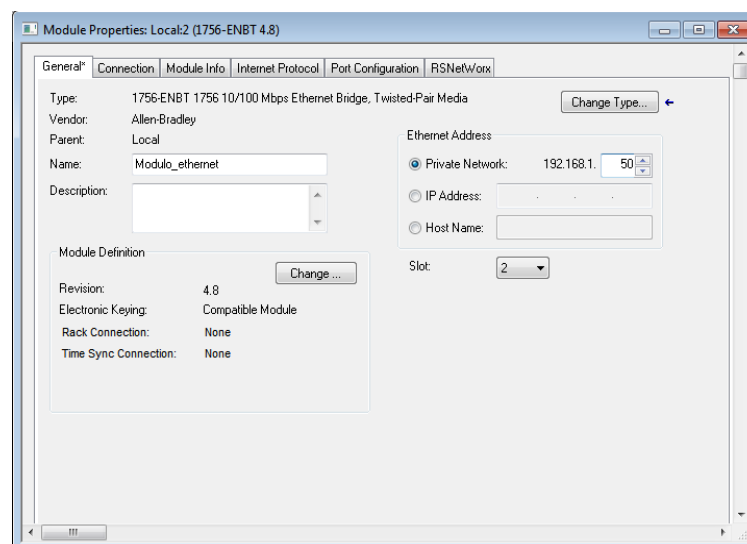 Module Properties: Local:2 (1756-ENBT 4.8)
General* Connection Module Info Internet Protocol Port Configuration RSNetWorx
Type: 1756-ENBT 1756 10/100 Mbps Ethernet Bridge, Twisted-Pair Media Change Type...
Vendor: Allen-Bradley
Parent: Local
Name: Modulo_ethernet
Description:
Ethernet Address
Private Network: 192.168.1. 50
IP Address: . . .
Host Name:
Slot: 2
Module Definition
Change ...
Revision: 4.8
Electronic Keying: Compatible Module
Rack Connection: None
Time Sync Connection: None